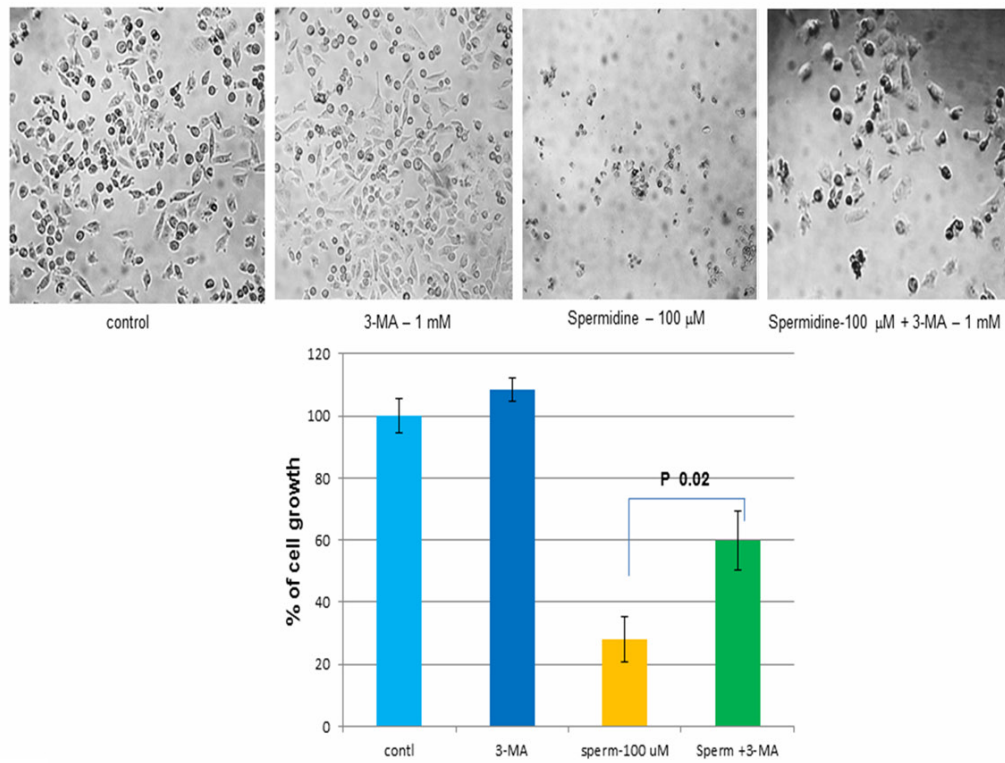 control
3-MA – 1 mM
Spermidine – 100 µM
Spermidine-100 µM + 3-MA – 1 mM
% of cell growth
120
100
80
60
40
20
0
P 0.02
contl
3-MA
sperm-100 uM
Sperm +3-MA